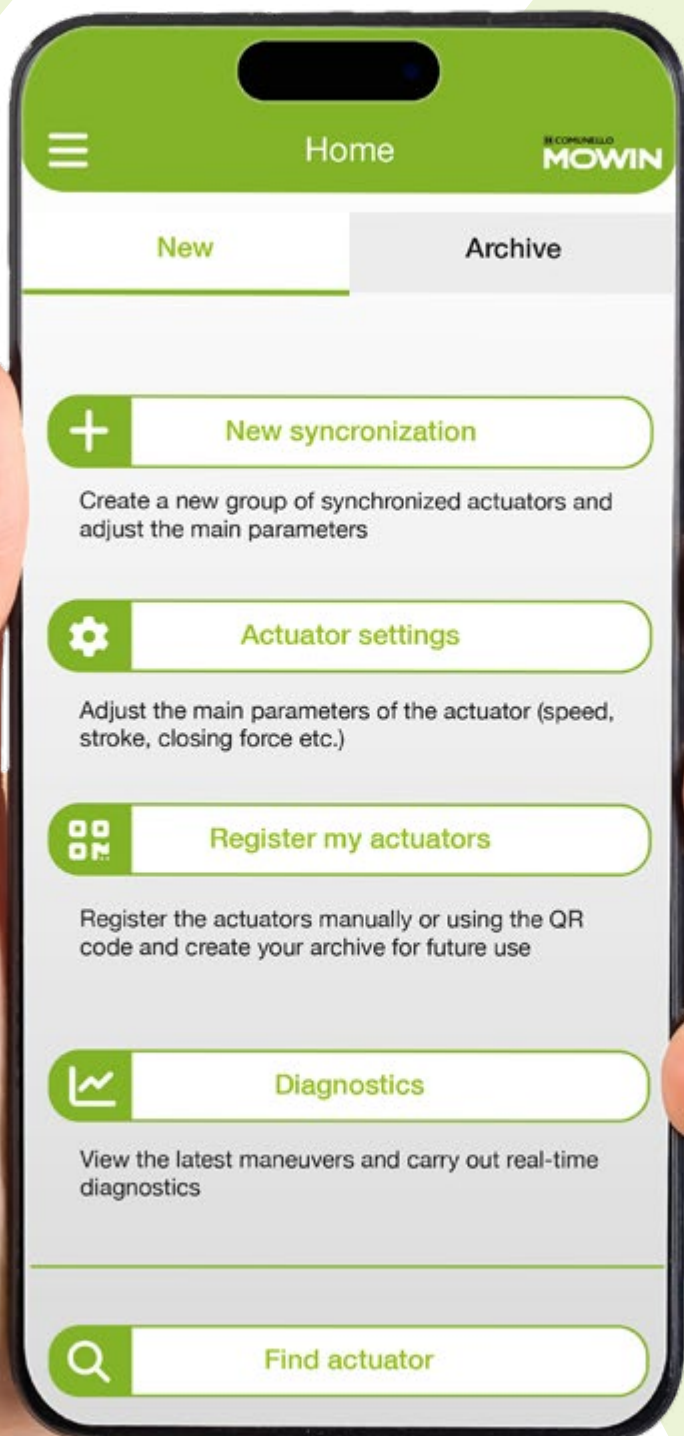 Home
COMUNELLO
MOWIN
New
Archive
New syncronization
Create a new group of synchronized actuators and
adjust the main parameters
Actuator settings
Adjust the main parameters of the actuator (speed,
stroke, closing force etc.)
Register my actuators
Register the actuators manually or using the QR
code and create your archive for future use
Diagnostics
View the latest maneuvers and carry out real-time
diagnostics
Find actuator